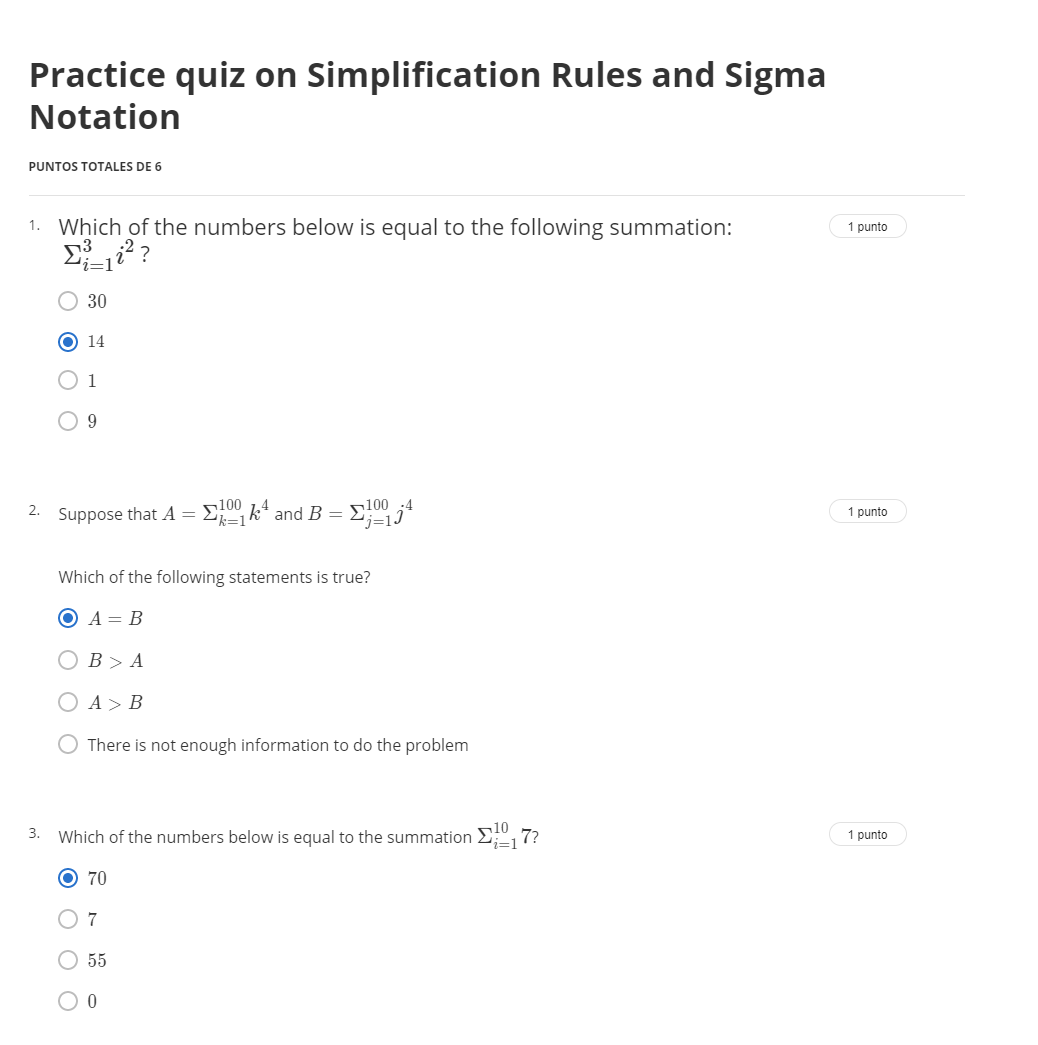 Practice quiz on Simplification Rules and Sigma
Notation
PUNTOS TOTALES DE 6
1. Which of the numbers below is equal to the following summation: 1 punto
$\Sigma_{i=1}^{3} i^2$ ?
30
14
1
9
2. Suppose that $A = \Sigma_{k=1}^{100} k^4$ and $B = \Sigma_{j=1}^{100} j^4$ 1 punto
Which of the following statements is true?
$A = B$
$B > A$
$A > B$
There is not enough information to do the problem
3. Which of the numbers below is equal to the summation $\Sigma_{i=1}^{10} 7$? 1 punto
70
7
55
0